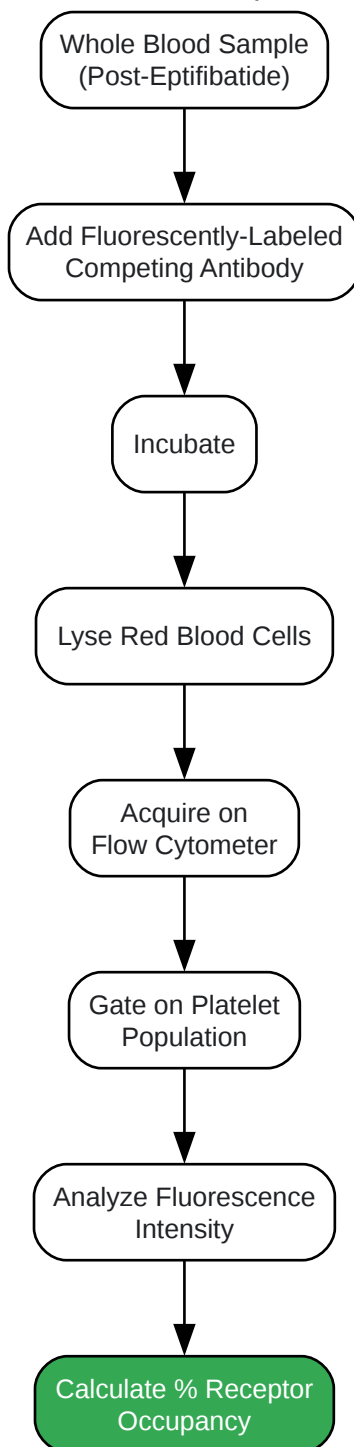 Whole Blood Sample
(Post-Eptifibatide)
Add Fluorescently-Labeled
Competing Antibody
Incubate
Lyse Red Blood Cells
Acquire on
Flow Cytometer
Gate on Platelet
Population
Analyze Fluorescence
Intensity
Calculate % Receptor
Occupancy